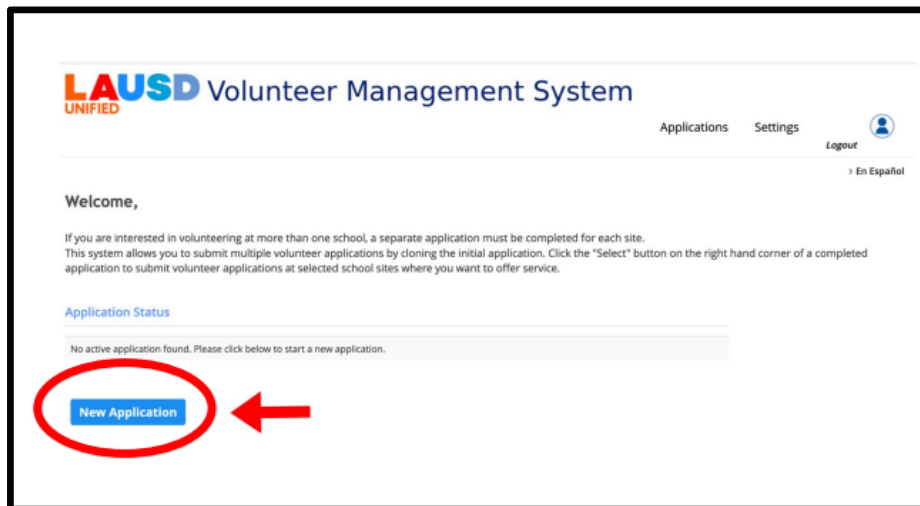 LAUSD Volunteer Management System
UNIFIED
Applications Settings
Logout
› En Español
Welcome,
If you are interested in volunteering at more than one school, a separate application must be completed for each site.
This system allows you to submit multiple volunteer applications by cloning the initial application. Click the "Select" button on the right hand corner of a completed
application to submit volunteer applications at selected school sites where you want to offer service.
Application Status
No active application found. Please click below to start a new application.
New Application